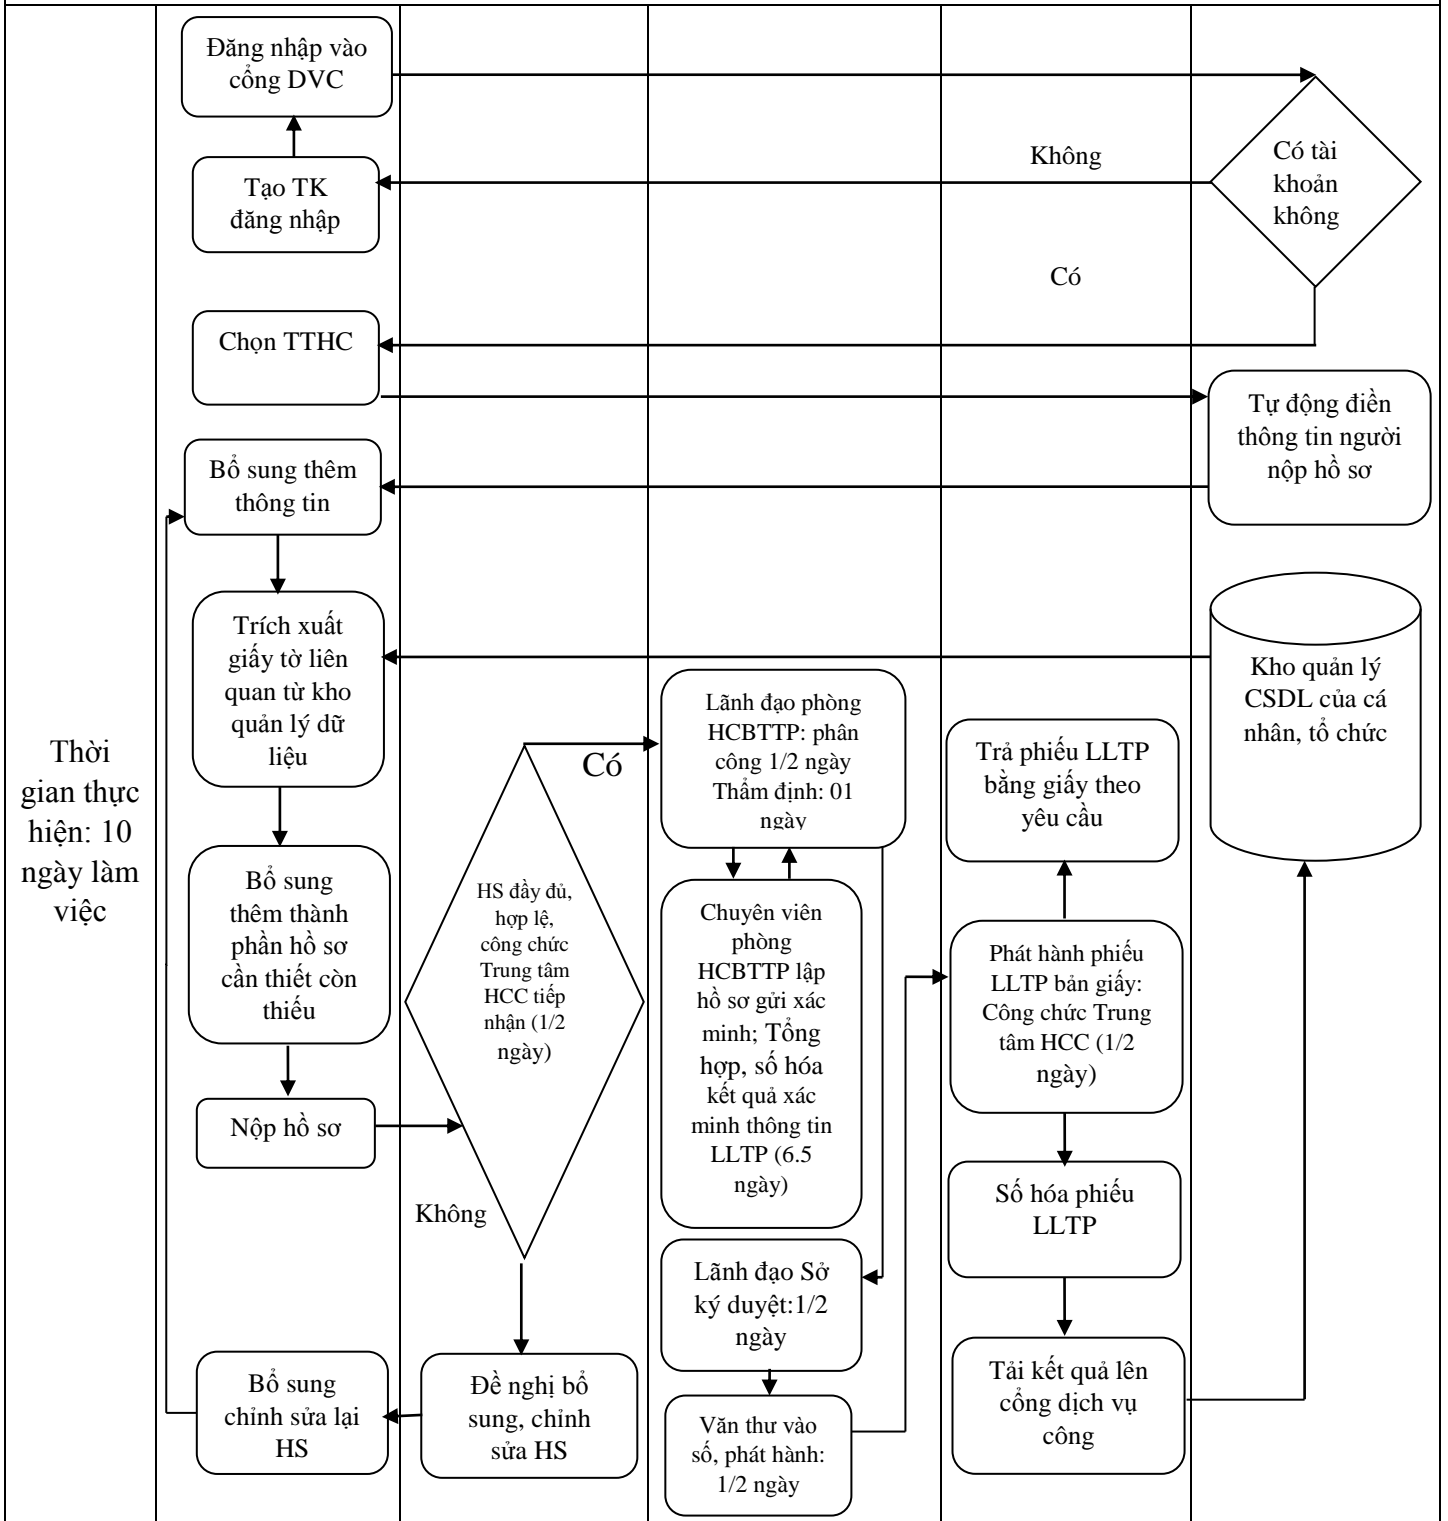 Thời
gian thực
hiện: 10
ngày làm
việc
Đăng nhập vào
cổng DVC
Tạo TK
đăng nhập
Chọn TTHC
Bổ sung thêm
thông tin
Trích xuất
giấy tờ liên
quan từ kho
quản lý dữ
liệu
Bổ sung
thêm thành
phần hồ sơ
cần thiết còn
thiếu
Nộp hồ sơ
Bổ sung
chỉnh sửa lại
HS
HS đầy đủ,
hợp lệ,
công chức
Trung tâm
HCC tiếp
nhận (1/2
ngày)
Có
Không
Đề nghị bổ
sung, chỉnh
sửa HS
Lãnh đạo phòng
HCBTTP: phân
công 1/2 ngày
Thẩm định: 01
ngày
Chuyên viên
phòng
HCBTTP lập
hồ sơ gửi xác
minh; Tổng
hợp, số hóa
kết quả xác
minh thông tin
LLTP (6.5
ngày)
Lãnh đạo Sở
ký duyệt:1/2
ngày
Văn thư vào
số, phát hành:
1/2 ngày
Không
Có
Trả phiếu LLTP
bằng giấy theo
yêu cầu
Phát hành phiếu
LLTP bản giấy:
Công chức Trung
tâm HCC (1/2
ngày)
Số hóa phiếu
LLTP
Tải kết quả lên
cổng dịch vụ
công
Có tài
khoản
không
Tự động điền
thông tin người
nộp hồ sơ
Kho quản lý
CSDL của cá
nhân, tổ chức